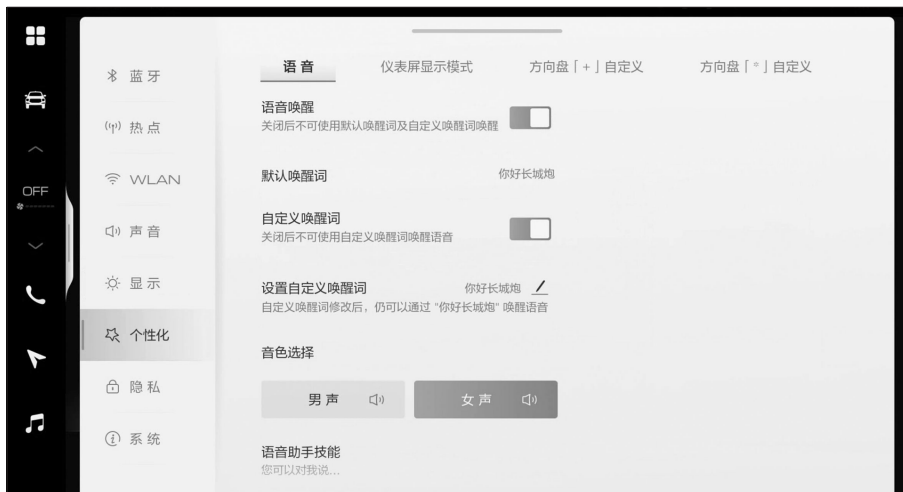 OFF
蓝牙
热点
WLAN
声音
显示
个性化
隐私
系统
语音
仪表屏显示模式
方向盘「+」自定义
方向盘「*」自定义
语音唤醒
关闭后不可使用默认唤醒词及自定义唤醒词唤醒
默认唤醒词
你好长城炮
自定义唤醒词
关闭后不可使用自定义唤醒词唤醒语音
设置自定义唤醒词
你好长城炮
自定义唤醒词修改后，仍可以通过 "你好长城炮" 唤醒语音
音色选择
男声
女声
语音助手技能
您可以对我说...